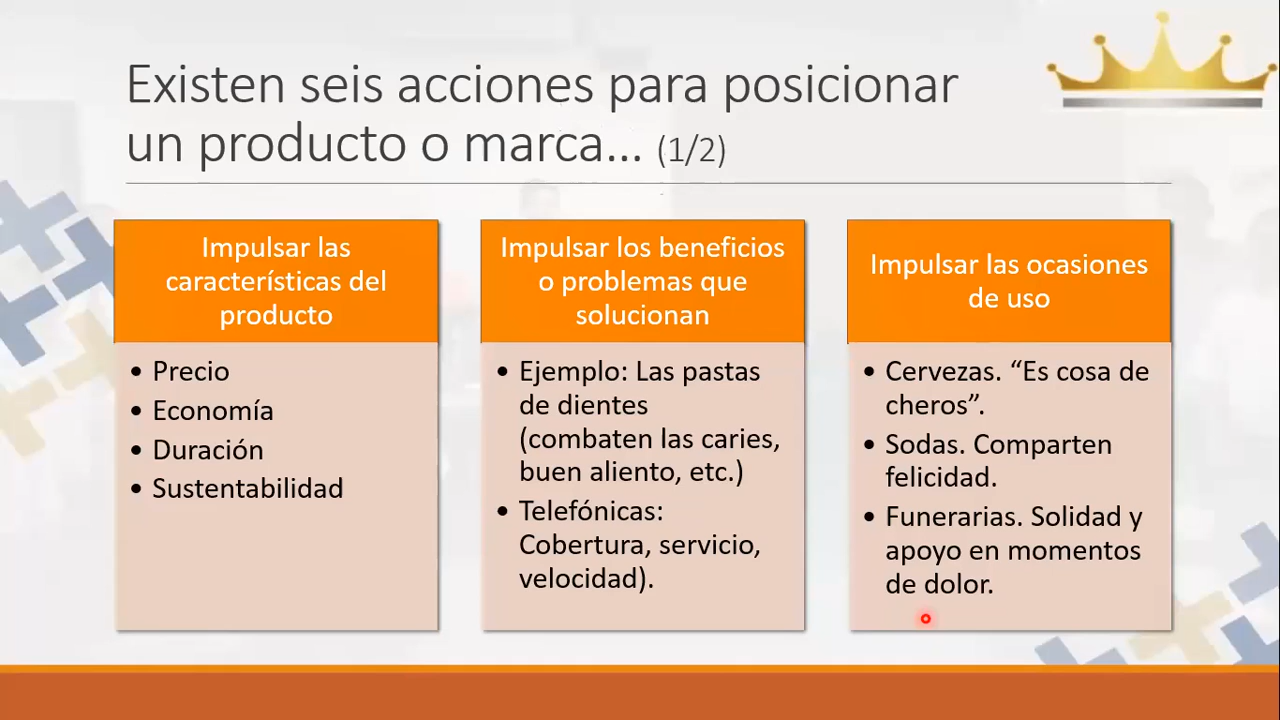 Existen seis acciones para posicionar
un producto o marca... (1/2)
Impulsar las
características del
producto
• Precio
• Economía
• Duración
• Sustentabilidad
Impulsar los beneficios
o problemas que
solucionan
• Ejemplo: Las pastas
de dientes
(combaten las caries,
buen aliento, etc.)
• Telefónicas:
Cobertura, servicio,
velocidad).
Impulsar las ocasiones
de uso
• Cervezas. “Es cosa de
cheros”.
• Sodas. Comparten
felicidad.
• Funerarias. Solidad y
apoyo en momentos
de dolor.